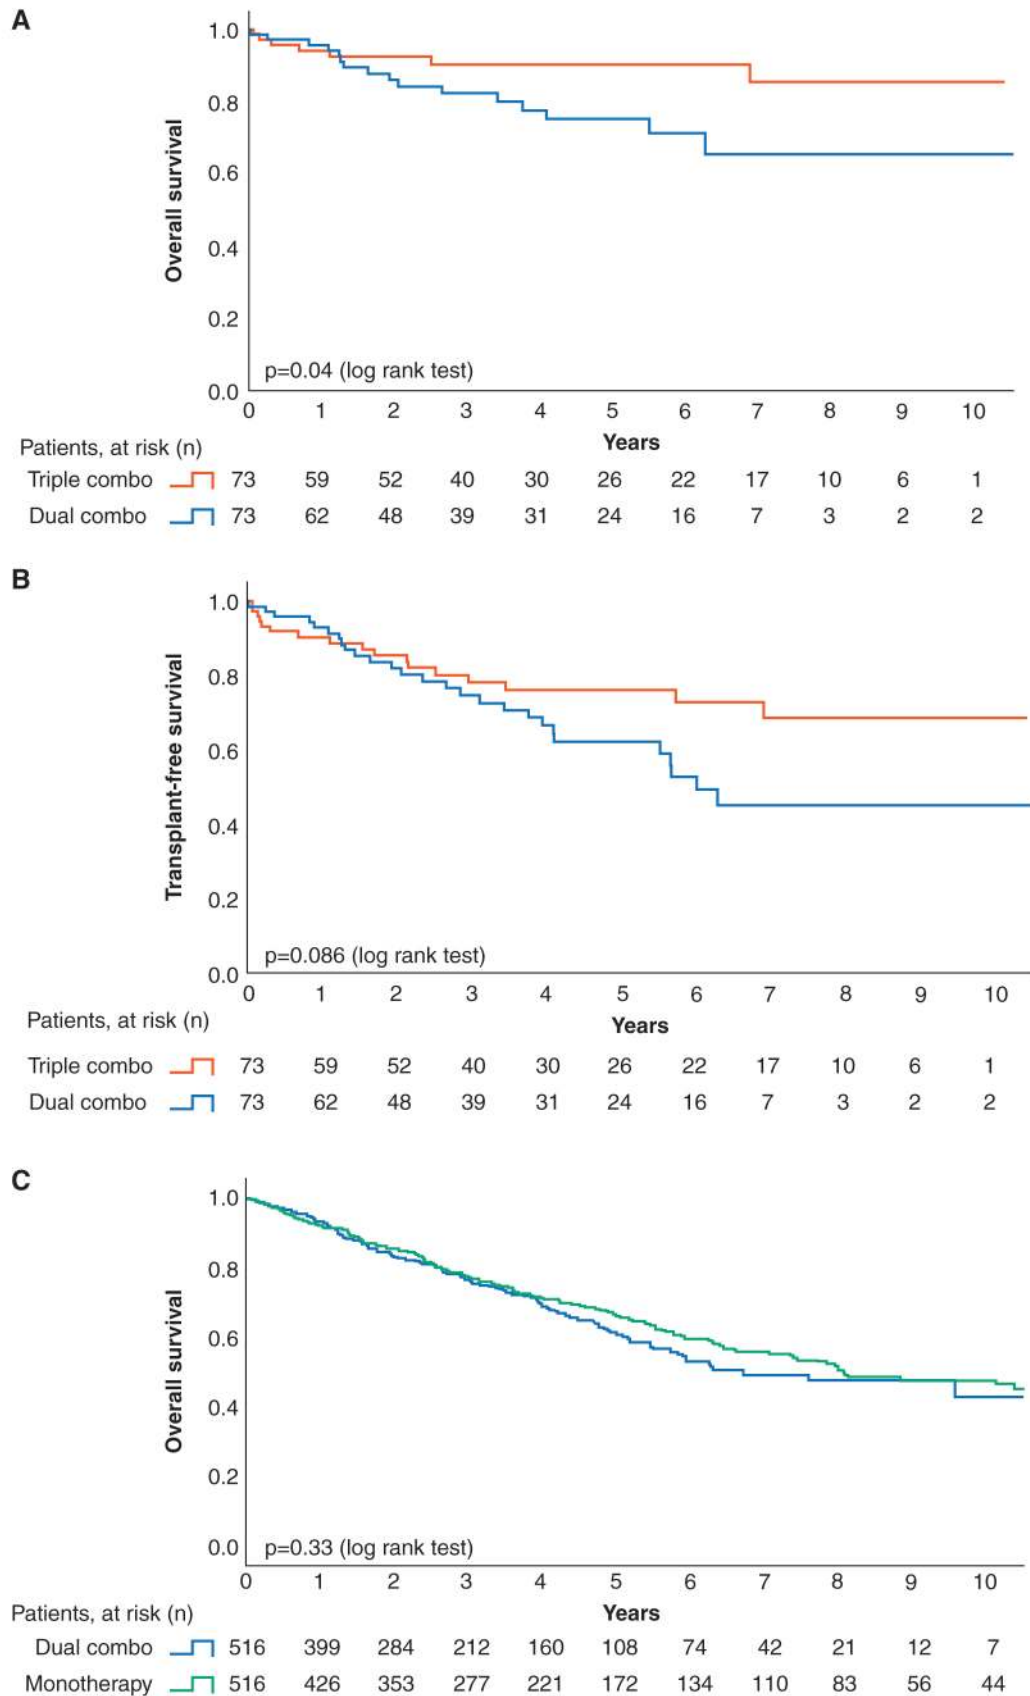 A
Overall survival
1.0
0.8
0.6
0.4
0.2
0.0
p=0.04 (log rank test)
0 1 2 3 4 5 6 7 8 9 10
Years
Patients, at risk (n)
Triple combo 73 59 52 40 30 26 22 17 10 6 1
Dual combo 73 62 48 39 31 24 16 7 3 2 2
B
Transplant-free survival
1.0
0.8
0.6
0.4
0.2
0.0
p=0.086 (log rank test)
0 1 2 3 4 5 6 7 8 9 10
Years
Patients, at risk (n)
Triple combo 73 59 52 40 30 26 22 17 10 6 1
Dual combo 73 62 48 39 31 24 16 7 3 2 2
C
Overall survival
1.0
0.8
0.6
0.4
0.2
0.0
p=0.33 (log rank test)
0 1 2 3 4 5 6 7 8 9 10
Years
Patients, at risk (n)
Dual combo 516 399 284 212 160 108 74 42 21 12 7
Monotherapy 516 426 353 277 221 172 134 110 83 56 44